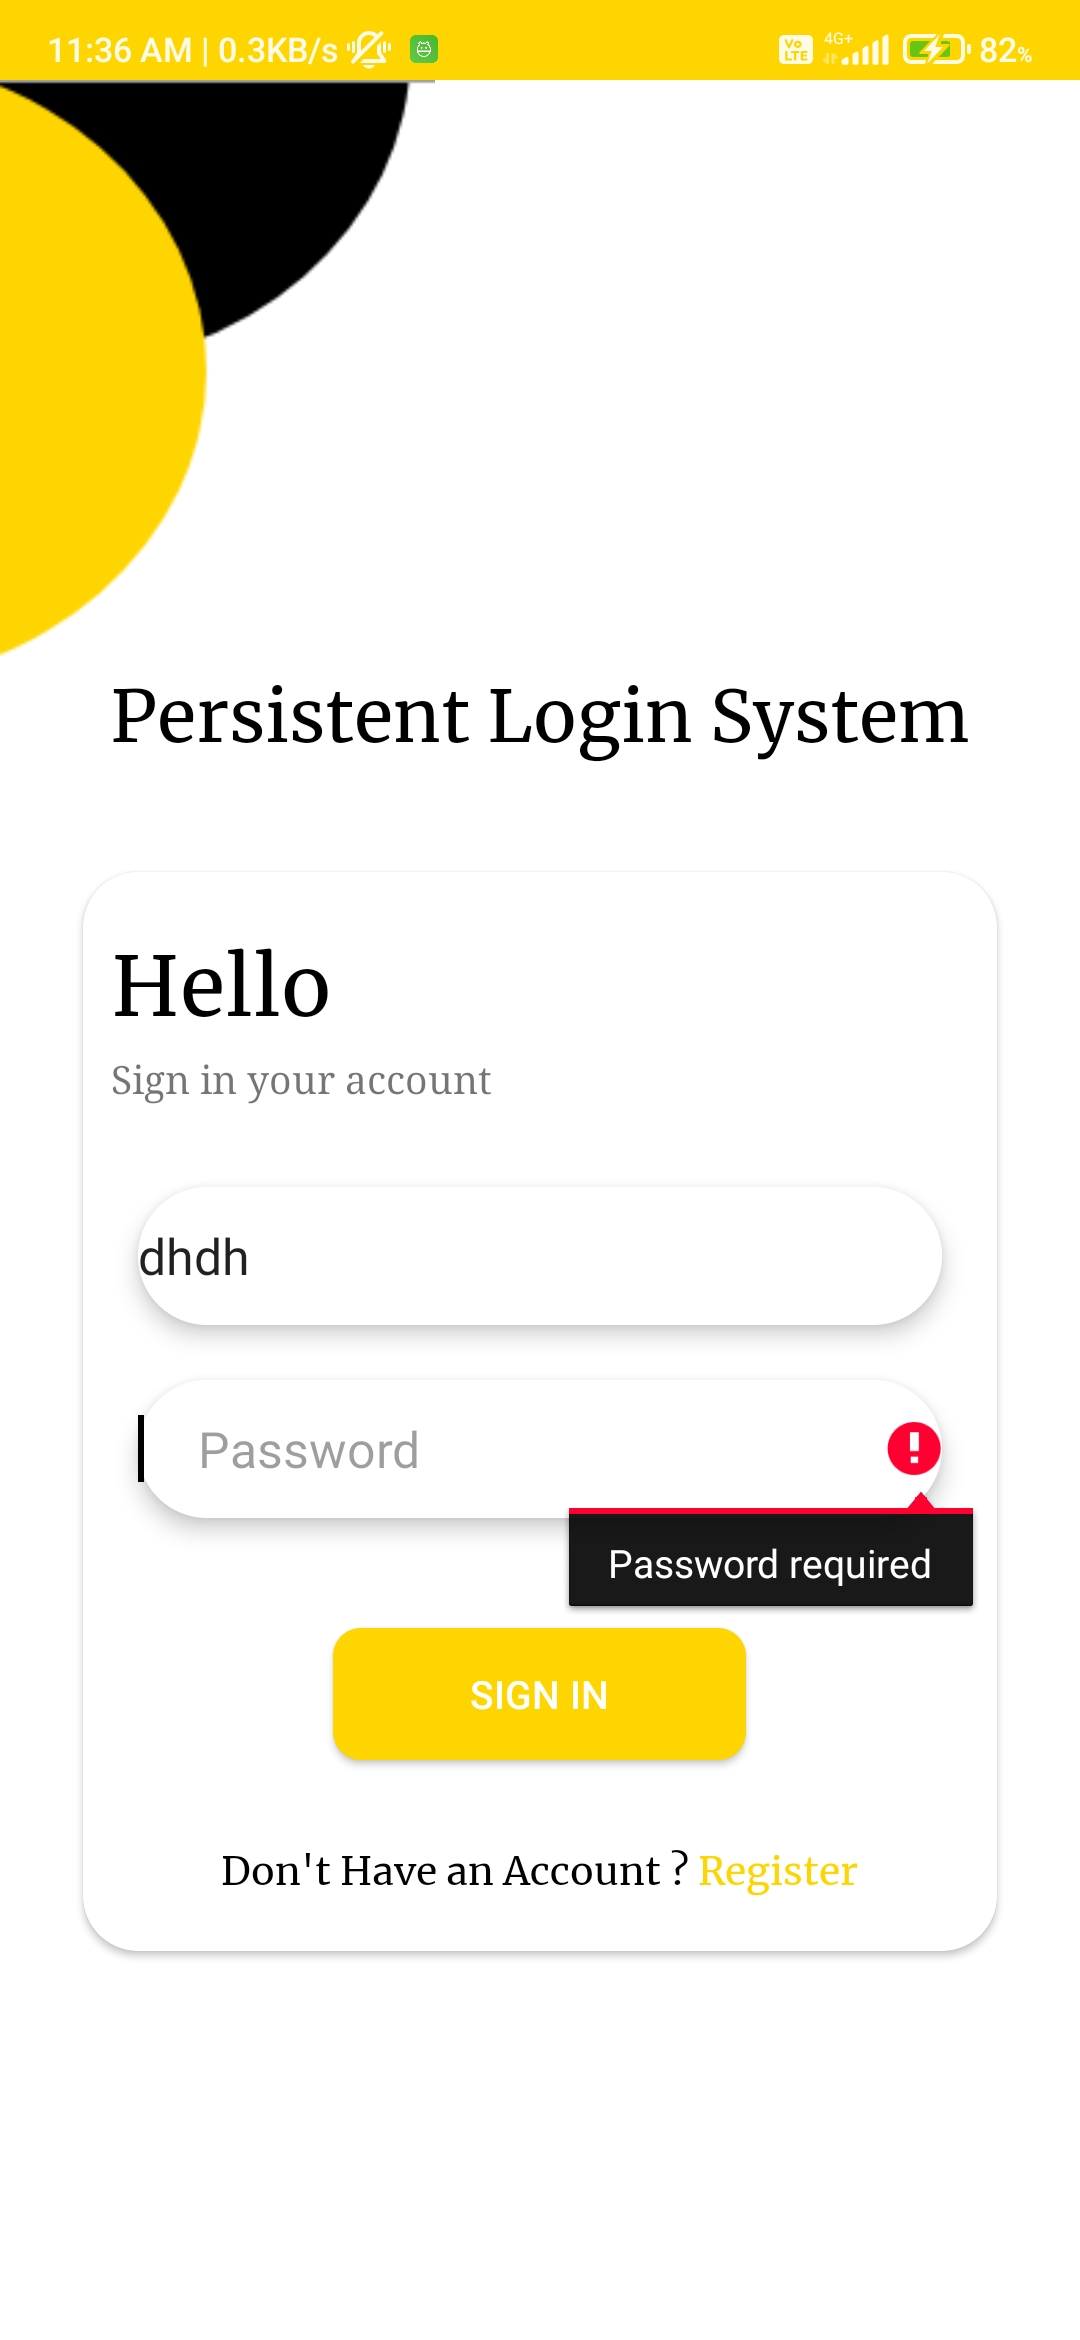 11:36 AM | 0.3KB/s Vo LTE 4G+ 82%
Persistent Login System
Hello
Sign in your account
dhdh
Password
Password required
SIGN IN
Don't Have an Account ? Register